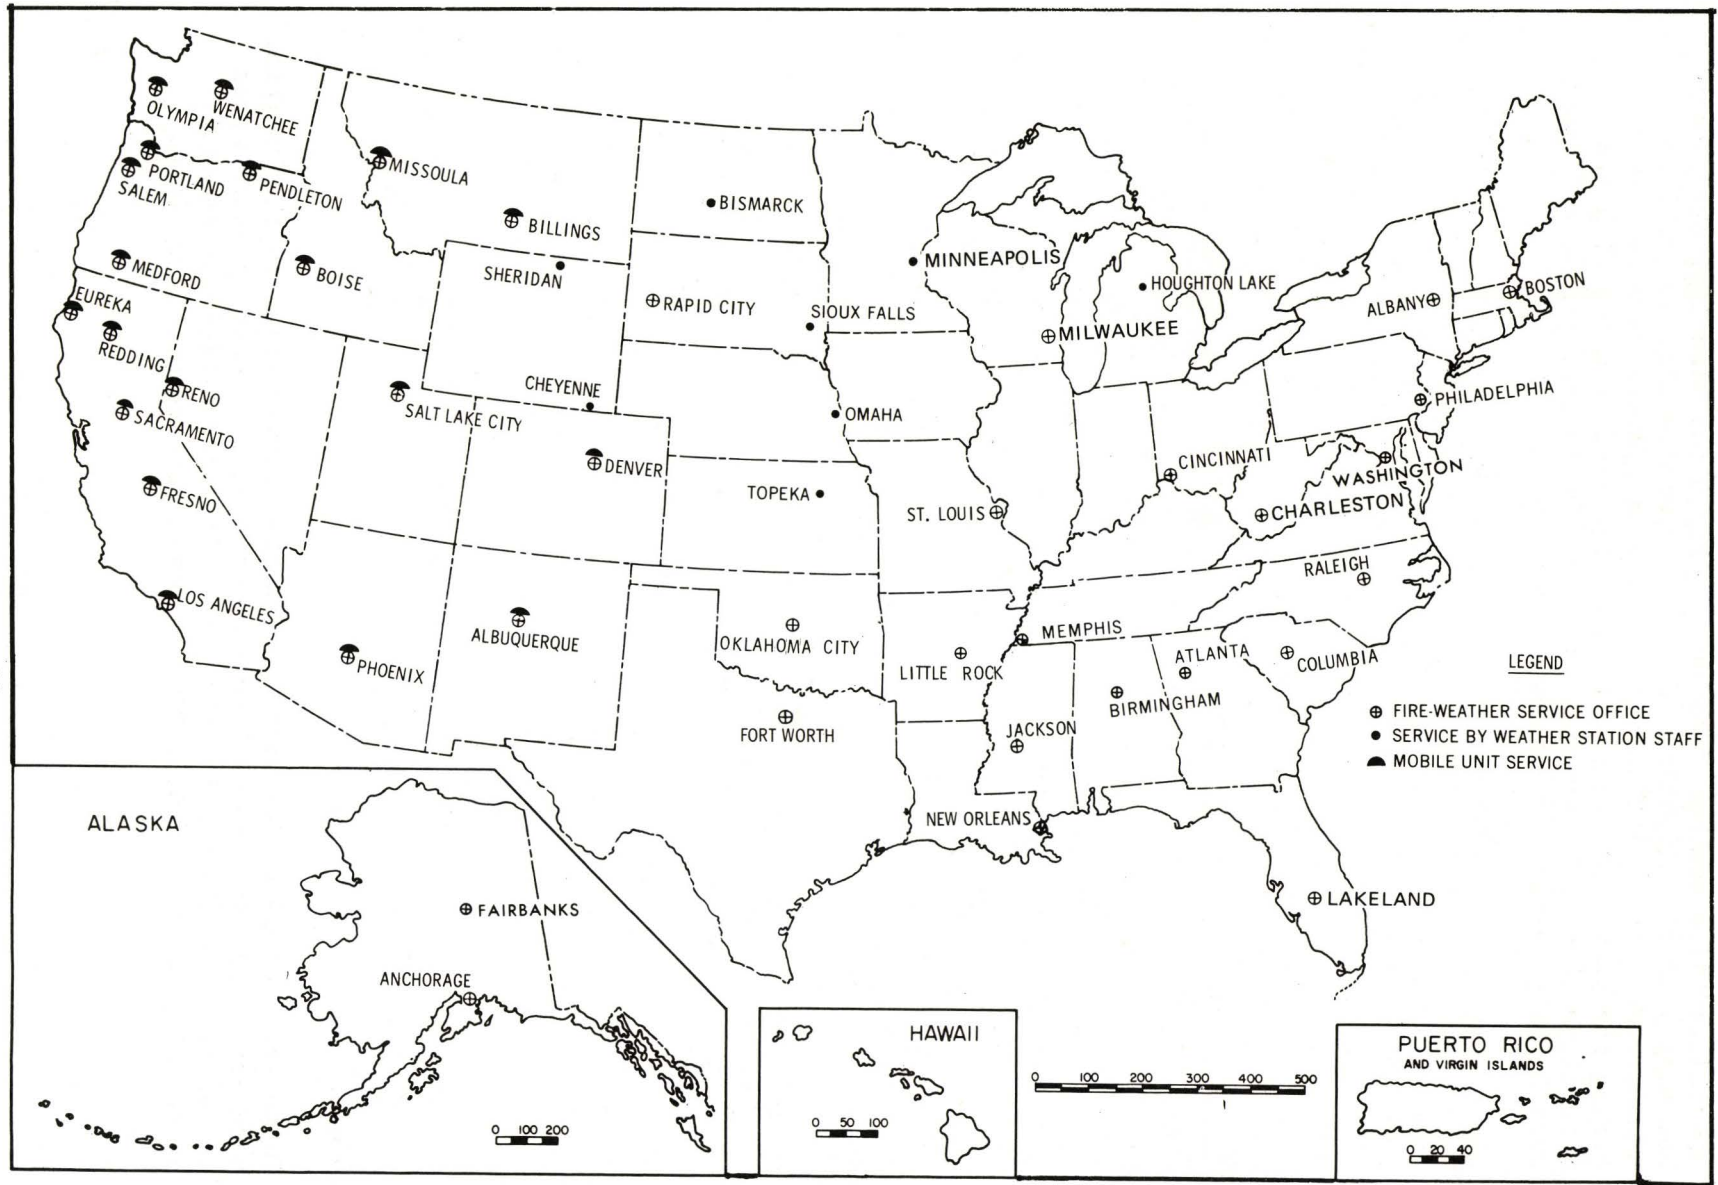 OLYMPIA
WENATCHEE
PORTLAND
SALEM
PENDLETON
MISSOULA
BILLINGS
BISMARCK
MEDFORD
BOISE
SHERIDAN
RAPID CITY
SIOUX FALLS
MINNEAPOLIS
HOUGHTON LAKE
MILWAUKEE
ALBANY
BOSTON
EUREKA
REDDING
RENO
SACRAMENTO
SALT LAKE CITY
CHEYENNE
OMAHA
PHILADELPHIA
DENVER
TOPEKA
CINCINNATI
WASHINGTON
FRESNO
ST. LOUIS
CHARLESTON
RALEIGH
LOS ANGELES
ALBUQUERQUE
PHOENIX
OKLAHOMA CITY
MEMPHIS
LITTLE ROCK
ATLANTA
COLUMBIA
BIRMINGHAM
FORT WORTH
JACKSON
NEW ORLEANS
LAKELAND
LEGEND
FIRE-WEATHER SERVICE OFFICE
SERVICE BY WEATHER STATION STAFF
MOBILE UNIT SERVICE
ALASKA
FAIRBANKS
ANCHORAGE
0 100 200
HAWAII
0 50 100
0 100 200 300 400 500
PUERTO RICO
AND VIRGIN ISLANDS
0 20 40